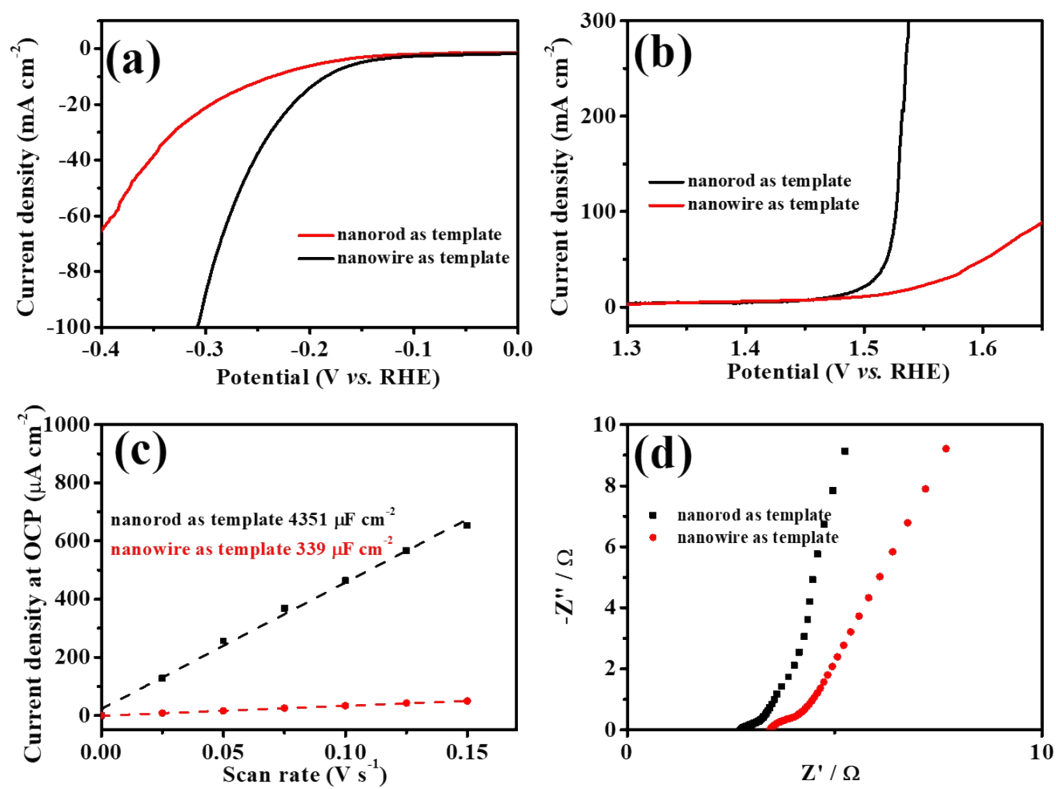 (a)
Current density (mA cm-2)
0
-20
-40
-60
-80
-100
nanorod as template
nanowire as template
-0.4
-0.3
-0.2
-0.1
0.0
Potential (V vs. RHE)
(b)
Current density (mA cm-2)
300
200
100
0
nanorod as template
nanowire as template
1.3
1.4
1.5
1.6
Potential (V vs. RHE)
(c)
Current density at OCP (μA cm-2)
1000
800
600
400
200
0
nanorod as template 4351 μF cm-2
nanowire as template 339 μF cm-2
0.00
0.05
0.10
0.15
Scan rate (V s-1)
(d)
-Z'' / Ω
10
8
6
4
2
0
nanorod as template
nanowire as template
0
10
Z' / Ω